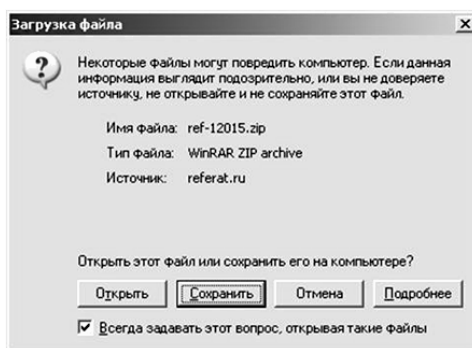 Загрузка файла
Некоторые файлы могут повредить компьютер. Если данная
информация выглядит подозрительно, или вы не доверяете
источнику, не открывайте и не сохраняйте этот файл.
Имя файла: ref-12015.zip
Тип файла: WinRAR ZIP archive
Источник: referat.ru
Открыть этот файл или сохранить его на компьютере?
Открыть Сохранить Отмена Подробнее
Всегда задавать этот вопрос, открывая такие файлы